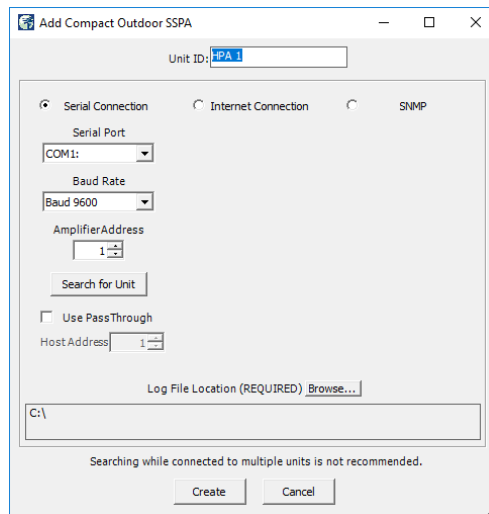 Add Compact Outdoor SSPA
Unit ID: HPA 1
Serial Connection Internet Connection SNMP
Serial Port
COM1:
Baud Rate
Baud 9600
AmplifierAddress
1
Search for Unit
Use PassThrough
Host Address 1
Log File Location (REQUIRED) Browse...
C:\
Searching while connected to multiple units is not recommended.
Create Cancel